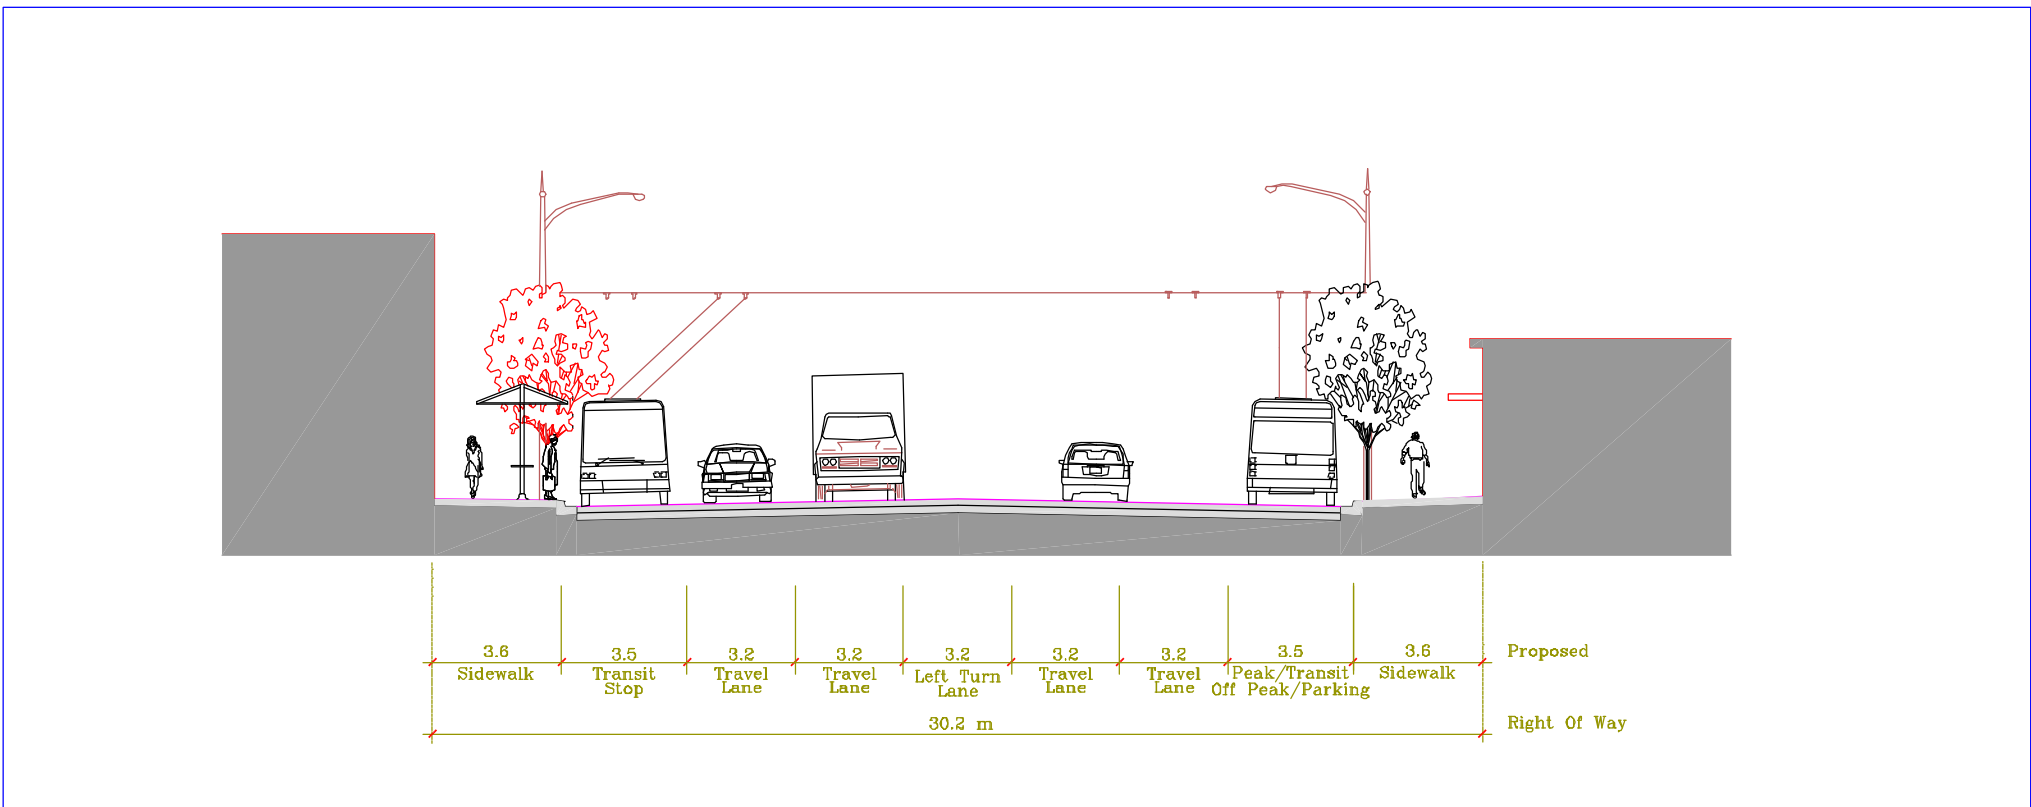 3.6 3.5 3.2 3.2 3.2 3.2 3.2 3.5 3.6 Proposed
Sidewalk
Transit
Stop
Travel
Lane
Travel
Lane
Left Turn
Lane
Travel
Lane
Travel
Lane
Peak/Transit
Off Peak/Parking
Sidewalk
30.2 m Right Of Way